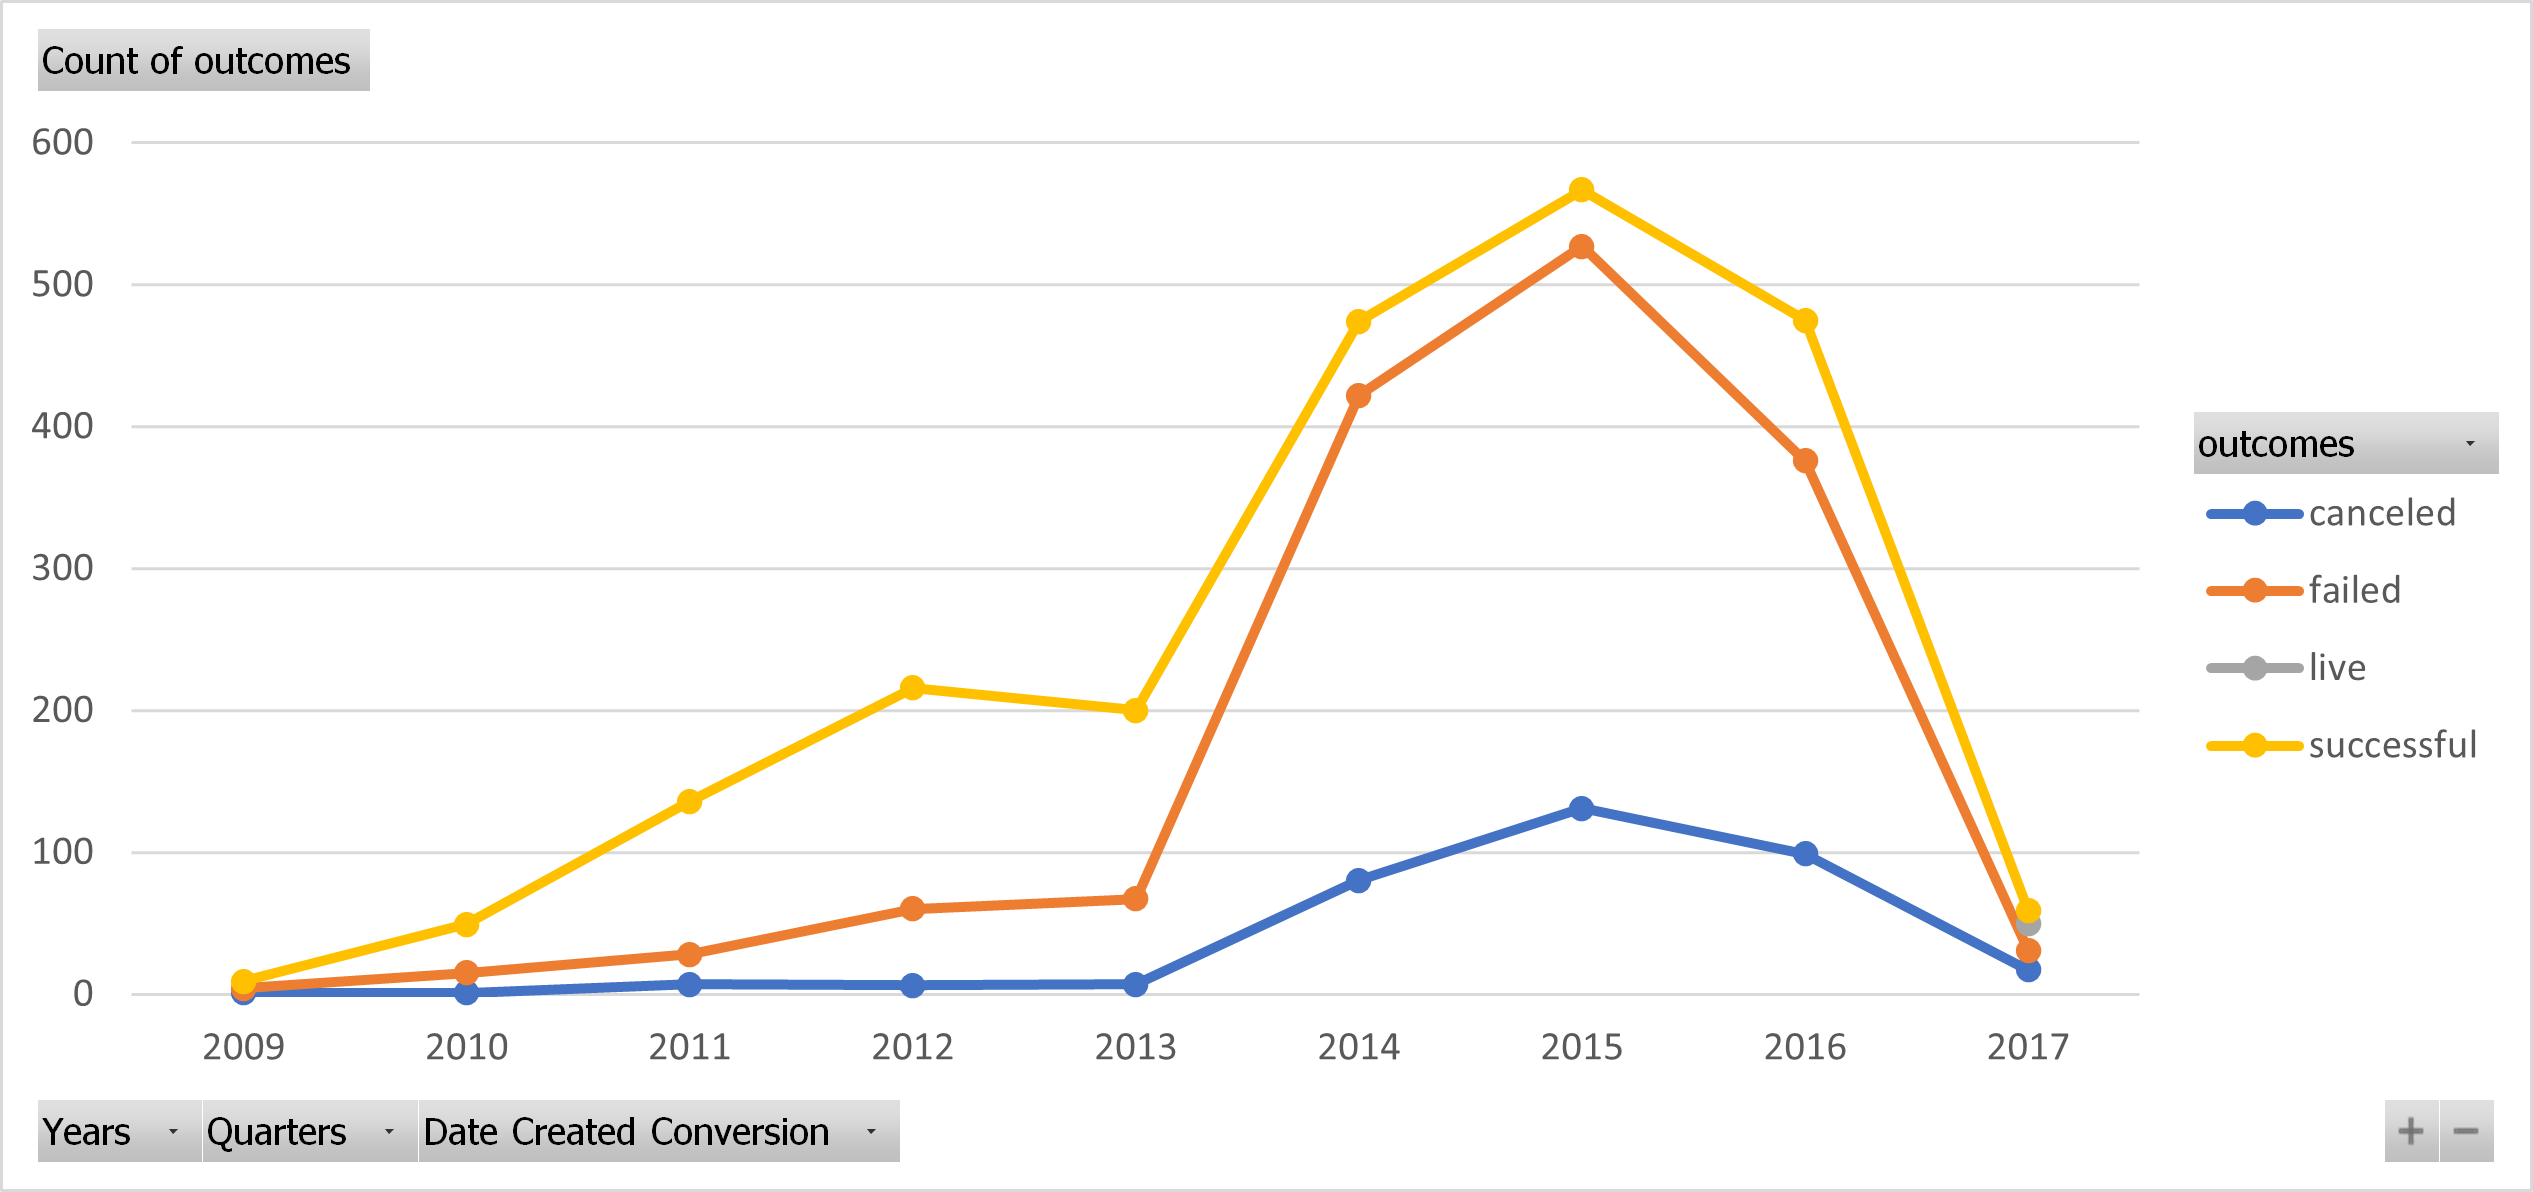 Count of outcomes
600
500
400
300
200
100
0
2009 2010 2011 2012 2013 2014 2015 2016 2017
outcomes
canceled
failed
live
successful
Years Quarters Date Created Conversion
+ −